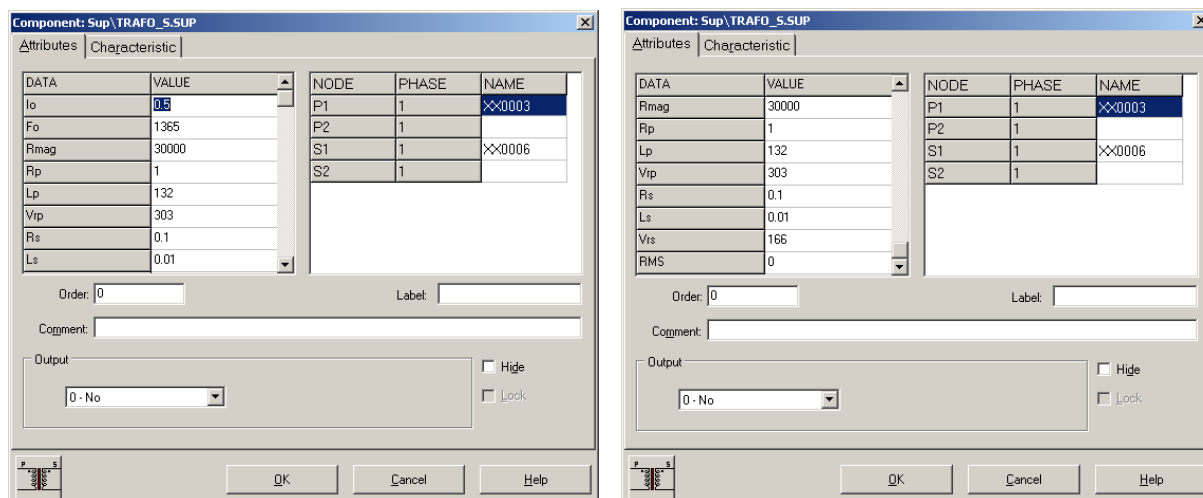 Component: Sup\TRAFO_S.SUP
Attributes Characteristic
DATA VALUE
Io 0.5
Fo 1365
Rmag 30000
Rp 1
Lp 132
Vrp 303
Rs 0.1
Ls 0.01
NODE PHASE NAME
P1 1 XX0003
P2 1
S1 1 XX0006
S2 1
Order: 0
Label:
Comment:
Output
0 - No
Hide
Lock
P S
OK Cancel Help
Component: Sup\TRAFO_S.SUP
Attributes Characteristic
DATA VALUE
Rmag 30000
Rp 1
Lp 132
Vrp 303
Rs 0.1
Ls 0.01
Vrs 166
RMS 0
NODE PHASE NAME
P1 1 XX0003
P2 1
S1 1 XX0006
S2 1
Order: 0
Label:
Comment:
Output
0 - No
Hide
Lock
P S
OK Cancel Help